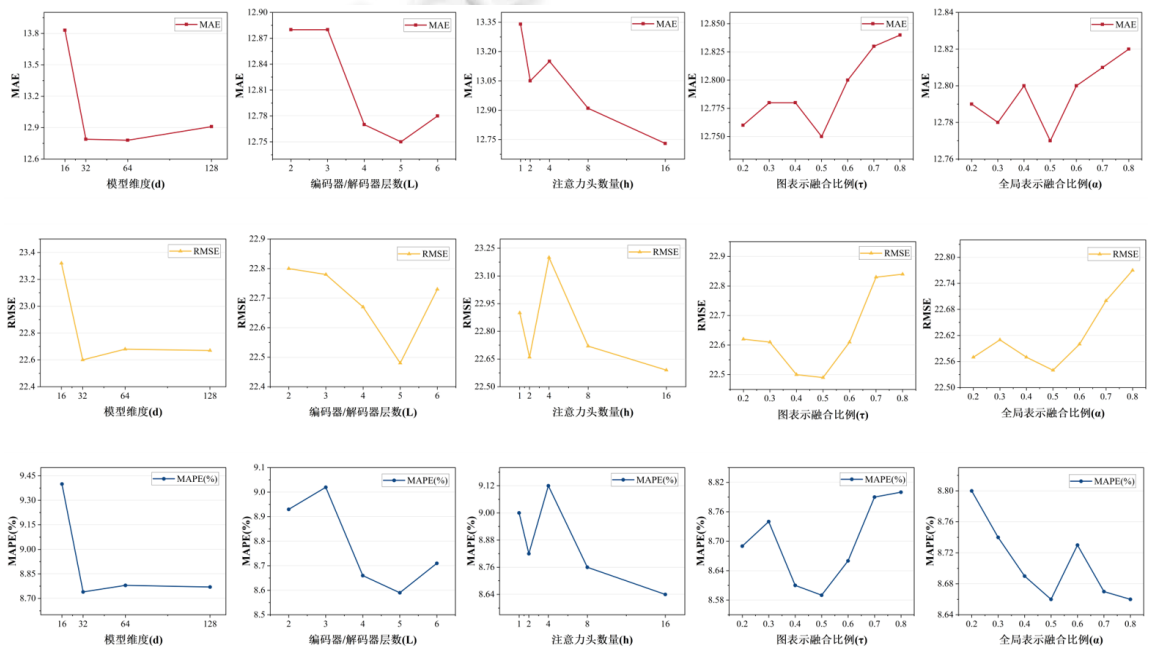 MAE
13.8
13.5
13.2
12.9
12.6
MAE
16 32 64 128
模型维度(d)
MAE
12.90
12.87
12.84
12.81
12.78
12.75
MAE
2 3 4 5 6
编码器/解码器层数(L)
MAE
13.35
13.20
13.05
12.90
12.75
MAE
1 2 4 8 16
注意力头数量(h)
MAE
12.850
12.825
12.800
12.775
12.750
MAE
0.2 0.3 0.4 0.5 0.6 0.7 0.8
图表示融合比例(τ)
MAE
12.84
12.82
12.80
12.78
12.76
MAE
0.2 0.3 0.4 0.5 0.6 0.7 0.8
全局表示融合比例(α)
RMSE
23.4
23.2
23.0
22.8
22.6
22.4
RMSE
16 32 64 128
模型维度(d)
RMSE
22.9
22.8
22.7
22.6
22.5
22.4
RMSE
2 3 4 5 6
编码器/解码器层数(L)
RMSE
23.25
23.10
22.95
22.80
22.65
22.50
RMSE
1 2 4 8 16
注意力头数量(h)
RMSE
22.9
22.8
22.7
22.6
22.5
RMSE
0.2 0.3 0.4 0.5 0.6 0.7 0.8
图表示融合比例(τ)
RMSE
22.80
22.74
22.68
22.62
22.56
22.50
RMSE
0.2 0.3 0.4 0.5 0.6 0.7 0.8
全局表示融合比例(α)
MAPE(%)
9.45
9.30
9.15
9.00
8.85
8.70
MAPE(%)
16 32 64 128
模型维度(d)
MAPE(%)
9.1
9.0
8.9
8.8
8.7
8.6
8.5
MAPE(%)
2 3 4 5 6
编码器/解码器层数(L)
MAPE(%)
9.12
9.00
8.88
8.76
8.64
MAPE(%)
1 2 4 8 16
注意力头数量(h)
MAPE(%)
8.82
8.76
8.70
8.64
8.58
MAPE(%)
0.2 0.3 0.4 0.5 0.6 0.7 0.8
图表示融合比例(τ)
MAPE(%)
8.80
8.76
8.72
8.68
8.64
MAPE(%)
0.2 0.3 0.4 0.5 0.6 0.7 0.8
全局表示融合比例(α)